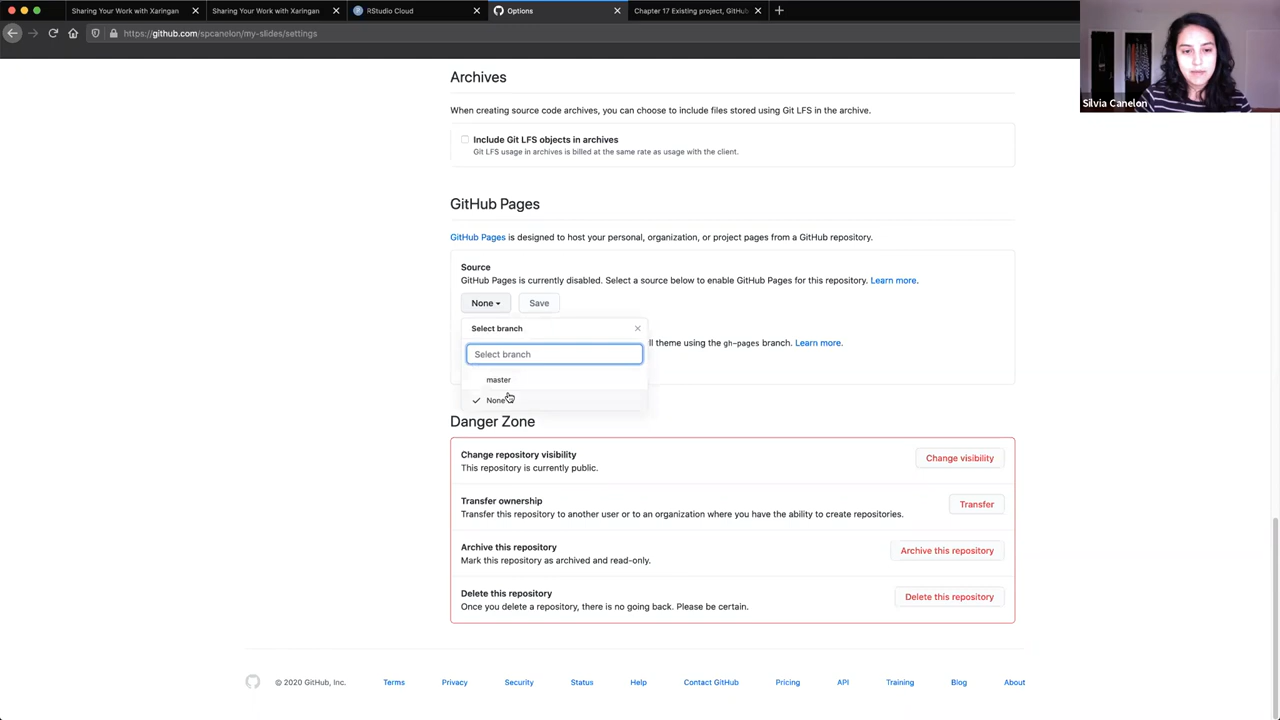 Sharing Your Work with Xaringan
Sharing Your Work with Xaringan
RStudio Cloud
Options
Chapter 17 Existing project, GitHub
https://github.com/spcanelon/my-slides/settings
Silvia Canelon
Archives
When creating source code archives, you can choose to include files stored using Git LFS in the archive.
Include Git LFS objects in archives
Git LFS usage in archives is billed at the same rate as usage with the client.
GitHub Pages
GitHub Pages is designed to host your personal, organization, or project pages from a GitHub repository.
Source
GitHub Pages is currently disabled. Select a source below to enable GitHub Pages for this repository. Learn more.
None
Save
Select branch
Select branch
ll theme using the gh-pages branch. Learn more.
master
None
Danger Zone
Change repository visibility
This repository is currently public.
Change visibility
Transfer ownership
Transfer this repository to another user or to an organization where you have the ability to create repositories.
Transfer
Archive this repository
Mark this repository as archived and read-only.
Archive this repository
Delete this repository
Once you delete a repository, there is no going back. Please be certain.
Delete this repository
© 2020 GitHub, Inc. Terms Privacy Security Status Help Contact GitHub Pricing API Training Blog About